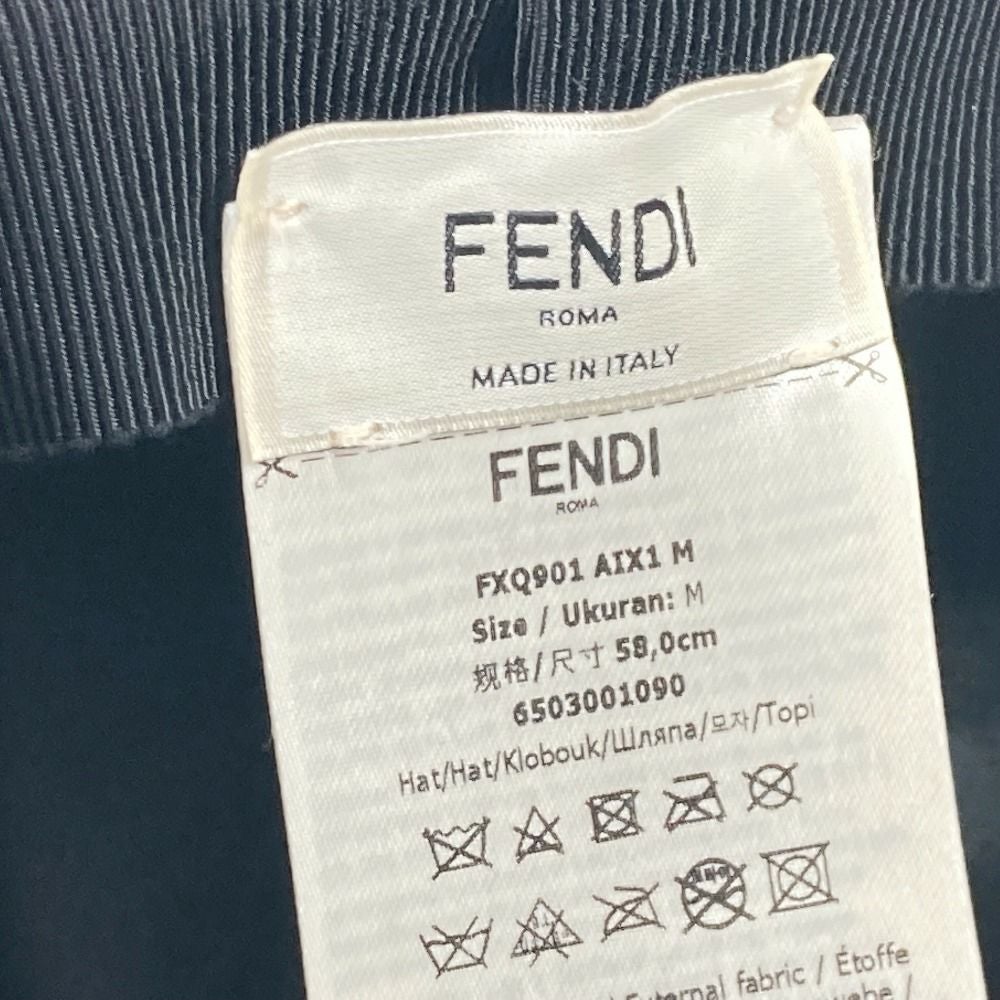 FENDI
ROMA
MADE IN ITALY
FENDI
ROMA
FXQ901 AIX1 M
Size / Ukuran: M
规格/尺寸 58,0cm
6503001090
Hat/Hat/Klobouk/Шляпа/모자/Topi
External fabric / Étoffe